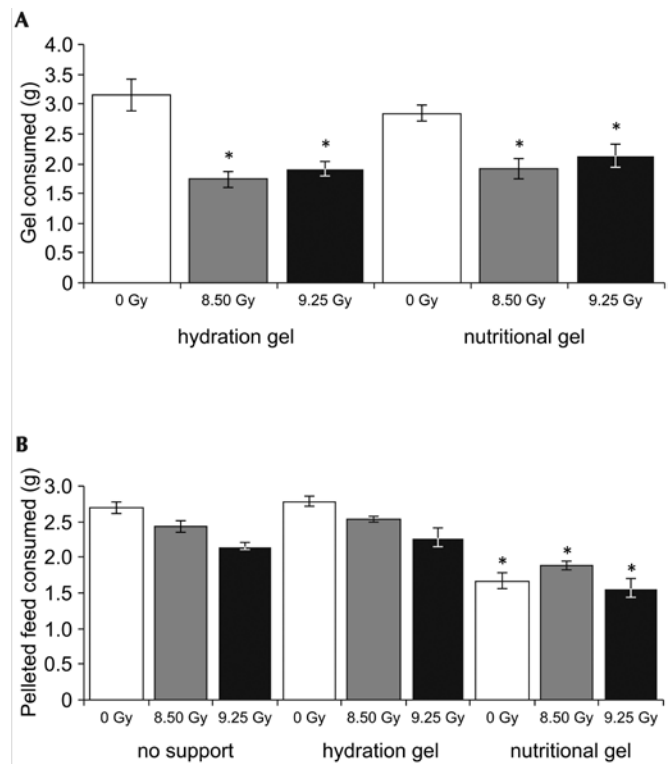 A
Gel consumed (g)
4.0
3.5
3.0
2.5
2.0
1.5
1.0
0.5
0
* * * *
0 Gy 8.50 Gy 9.25 Gy 0 Gy 8.50 Gy 9.25 Gy
hydration gel nutritional gel
B
Pelleted feed consumed (g)
3.0
2.5
2.0
1.5
1.0
0.5
0
* * *
0 Gy 8.50 Gy 9.25 Gy 0 Gy 8.50 Gy 9.25 Gy 0 Gy 8.50 Gy 9.25 Gy
no support hydration gel nutritional gel